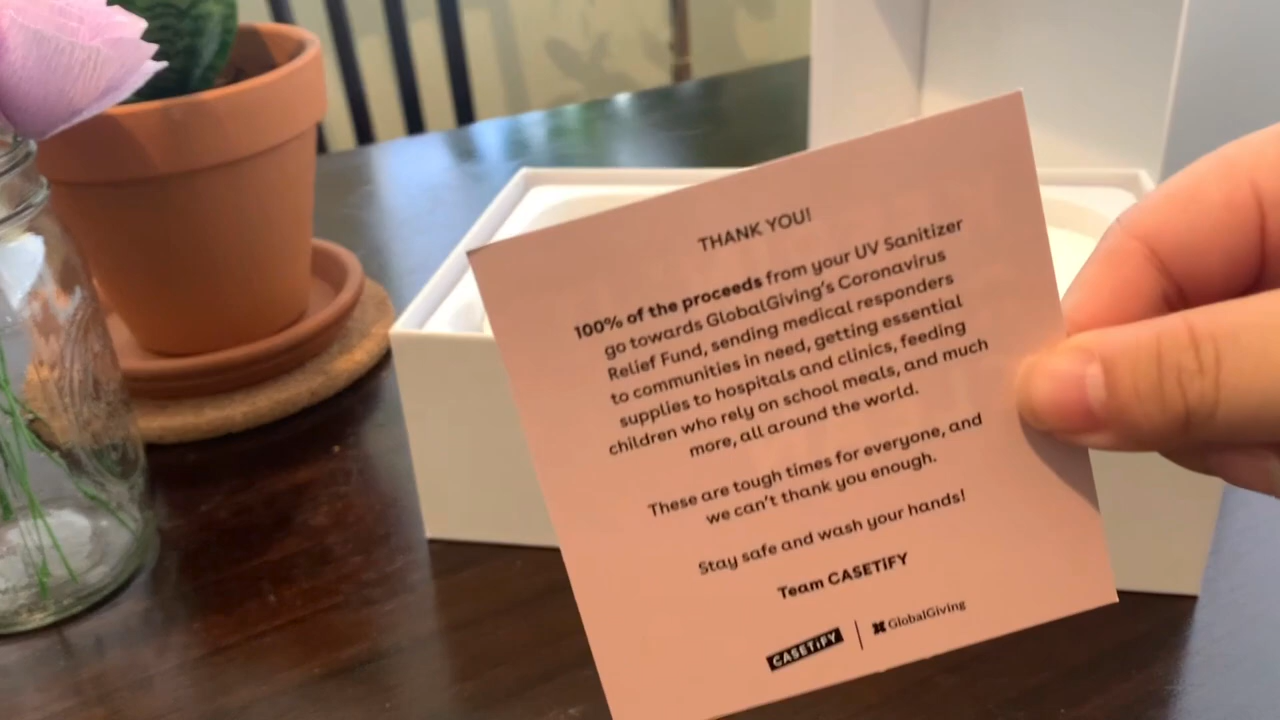 THANK YOU!
100% of the proceeds from your UV Sanitizer
go towards GlobalGiving's Coronavirus
Relief Fund, sending medical responders
to communities in need, getting essential
supplies to hospitals and clinics, feeding
children who rely on school meals, and much
more, all around the world.
These are tough times for everyone, and
we can't thank you enough.
Stay safe and wash your hands!
Team CASETiFY
CASETiFY | GlobalGiving